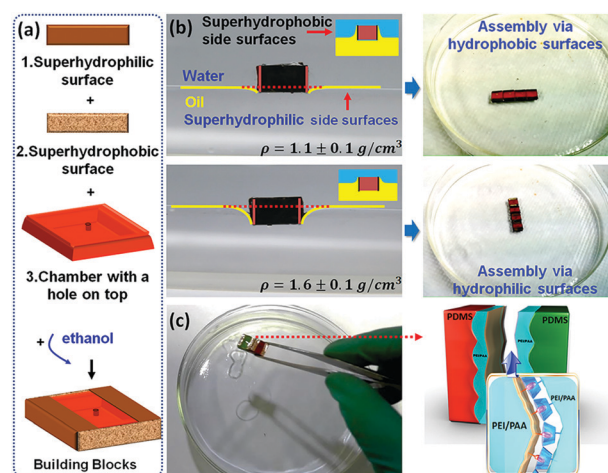 (a)
1.Superhydrophilic
surface
+
2.Superhydrophobic
surface
+
3.Chamber with a
hole on top
+ ethanol
Building Blocks
(b)
Superhydrophobic
side surfaces
Water
Oil
Superhydrophilic side surfaces
ρ = 1.1 ± 0.1 g/cm³
Assembly via
hydrophobic surfaces
ρ = 1.6 ± 0.1 g/cm³
Assembly via
hydrophilic surfaces
(c)
PDMS
PEI/PAA
PDMS
PEI/PAA
PEI/PAA
PEI/PAA